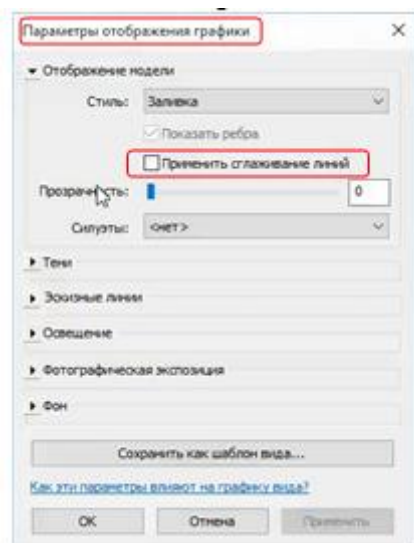 Параметры отображения графики
Отображение модели
Стиль: Заливка
Показать ребра
Применить сглаживание линий
Прозрачность: 0
Силуэты: <нет>
Тени
Эскизные линии
Освещение
Фотографическая экспозиция
Фон
Сохранить как шаблон вида...
Как эти параметры влияют на графику вида?
ОК Отмена Применить